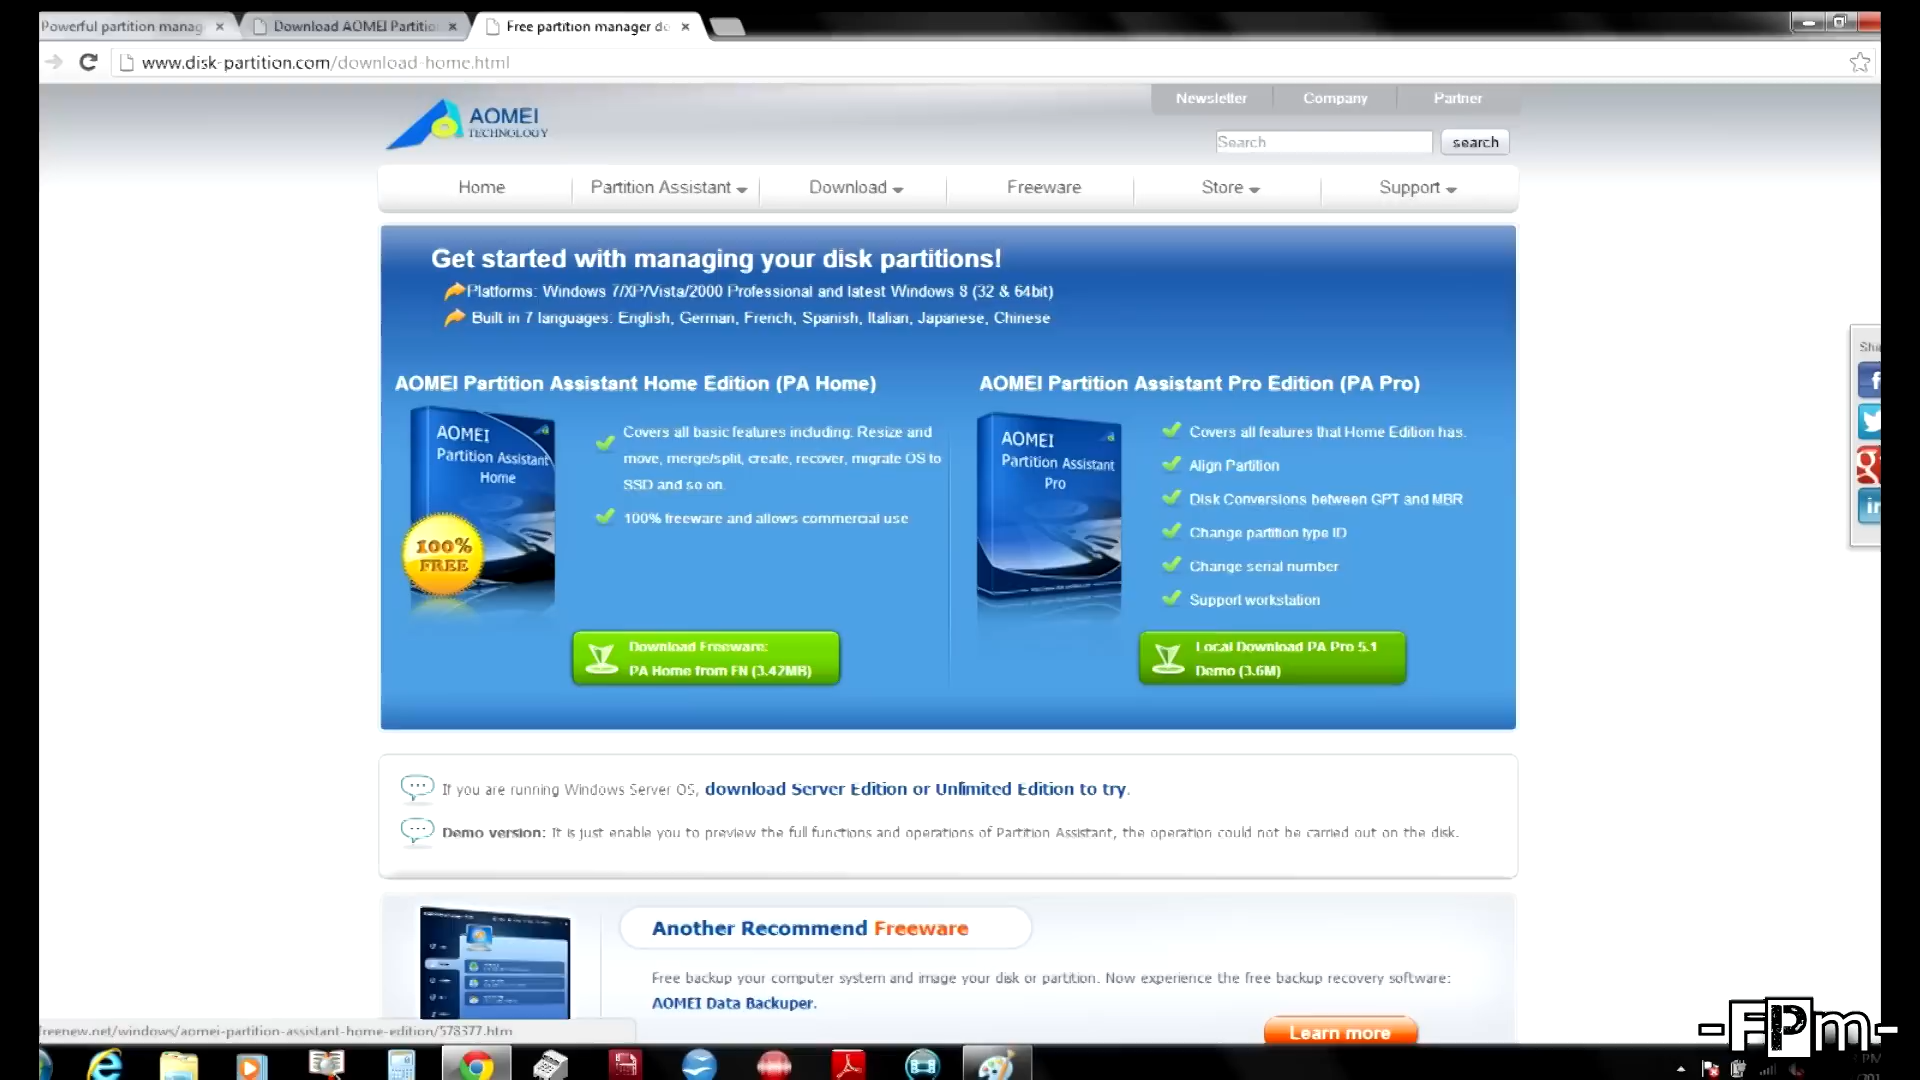 Powerful partition manag
Download AOMEI Partitio
Free partition manager do
www.disk-partition.com/download-home.html
Newsletter
Company
Partner
AOMEI
TECHNOLOGY
Search
search
Home
Partition Assistant
Download
Freeware
Store
Support
Get started with managing your disk partitions!
Platforms: Windows 7/XP/Vista/2000 Professional and latest Windows 8 (32 & 64bit)
Built in 7 languages: English, German, French, Spanish, Italian, Japanese, Chinese
Sha
AOMEI Partition Assistant Home Edition (PA Home)
AOMEI
Partition Assistant
Home
100%
FREE
Covers all basic features including: Resize and
move, merge/split, create, recover, migrate OS to
SSD and so on.
100% freeware and allows commercial use
Download Freeware:
PA Home from FN (3.42MB)
AOMEI Partition Assistant Pro Edition (PA Pro)
AOMEI
Partition Assistant
Pro
Covers all features that Home Edition has.
Align Partition
Disk Conversions between GPT and MBR
Change partition type ID
Change serial number
Support workstation
Local Download PA Pro 5.1
Demo (3.6M)
If you are running Windows Server OS, download Server Edition or Unlimited Edition to try.
Demo version: It is just enable you to preview the full functions and operations of Partition Assistant, the operation could not be carried out on the disk.
Another Recommend Freeware
Free backup your computer system and image your disk or partition. Now experience the free backup recovery software:
AOMEI Data Backuper.
Learn more
freenew.net/windows/aomei-partition-assistant-home-edition/578377.htm
-FPm-
PM